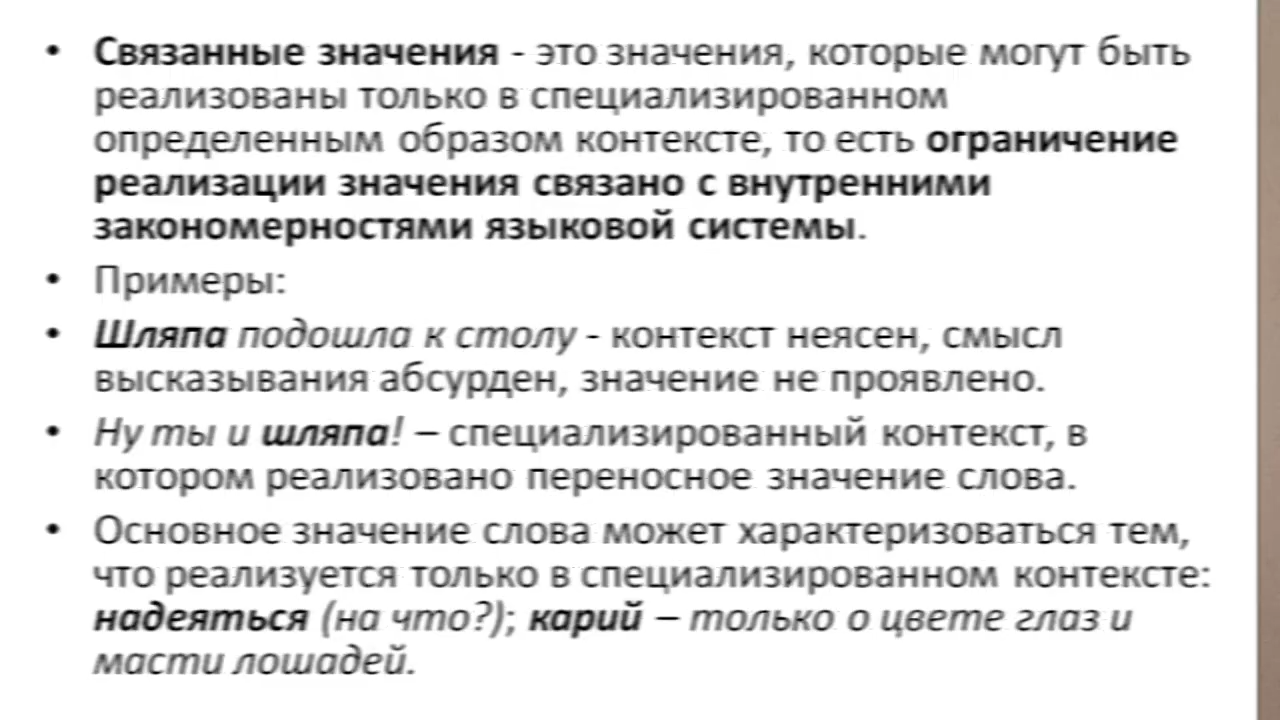 • Связанные значения - это значения, которые могут быть
реализованы только в специализированном
определенным образом контексте, то есть ограничение
реализации значения связано с внутренними
закономерностями языковой системы.
• Примеры:
• Шляпа подошла к столу - контекст неясен, смысл
высказывания абсурден, значение не проявлено.
• Ну ты и шляпа! – специализированный контекст, в
котором реализовано переносное значение слова.
• Основное значение слова может характеризоваться тем,
что реализуется только в специализированном контексте:
надеяться (на что?); карий – только о цвете глаз и
масти лошадей.